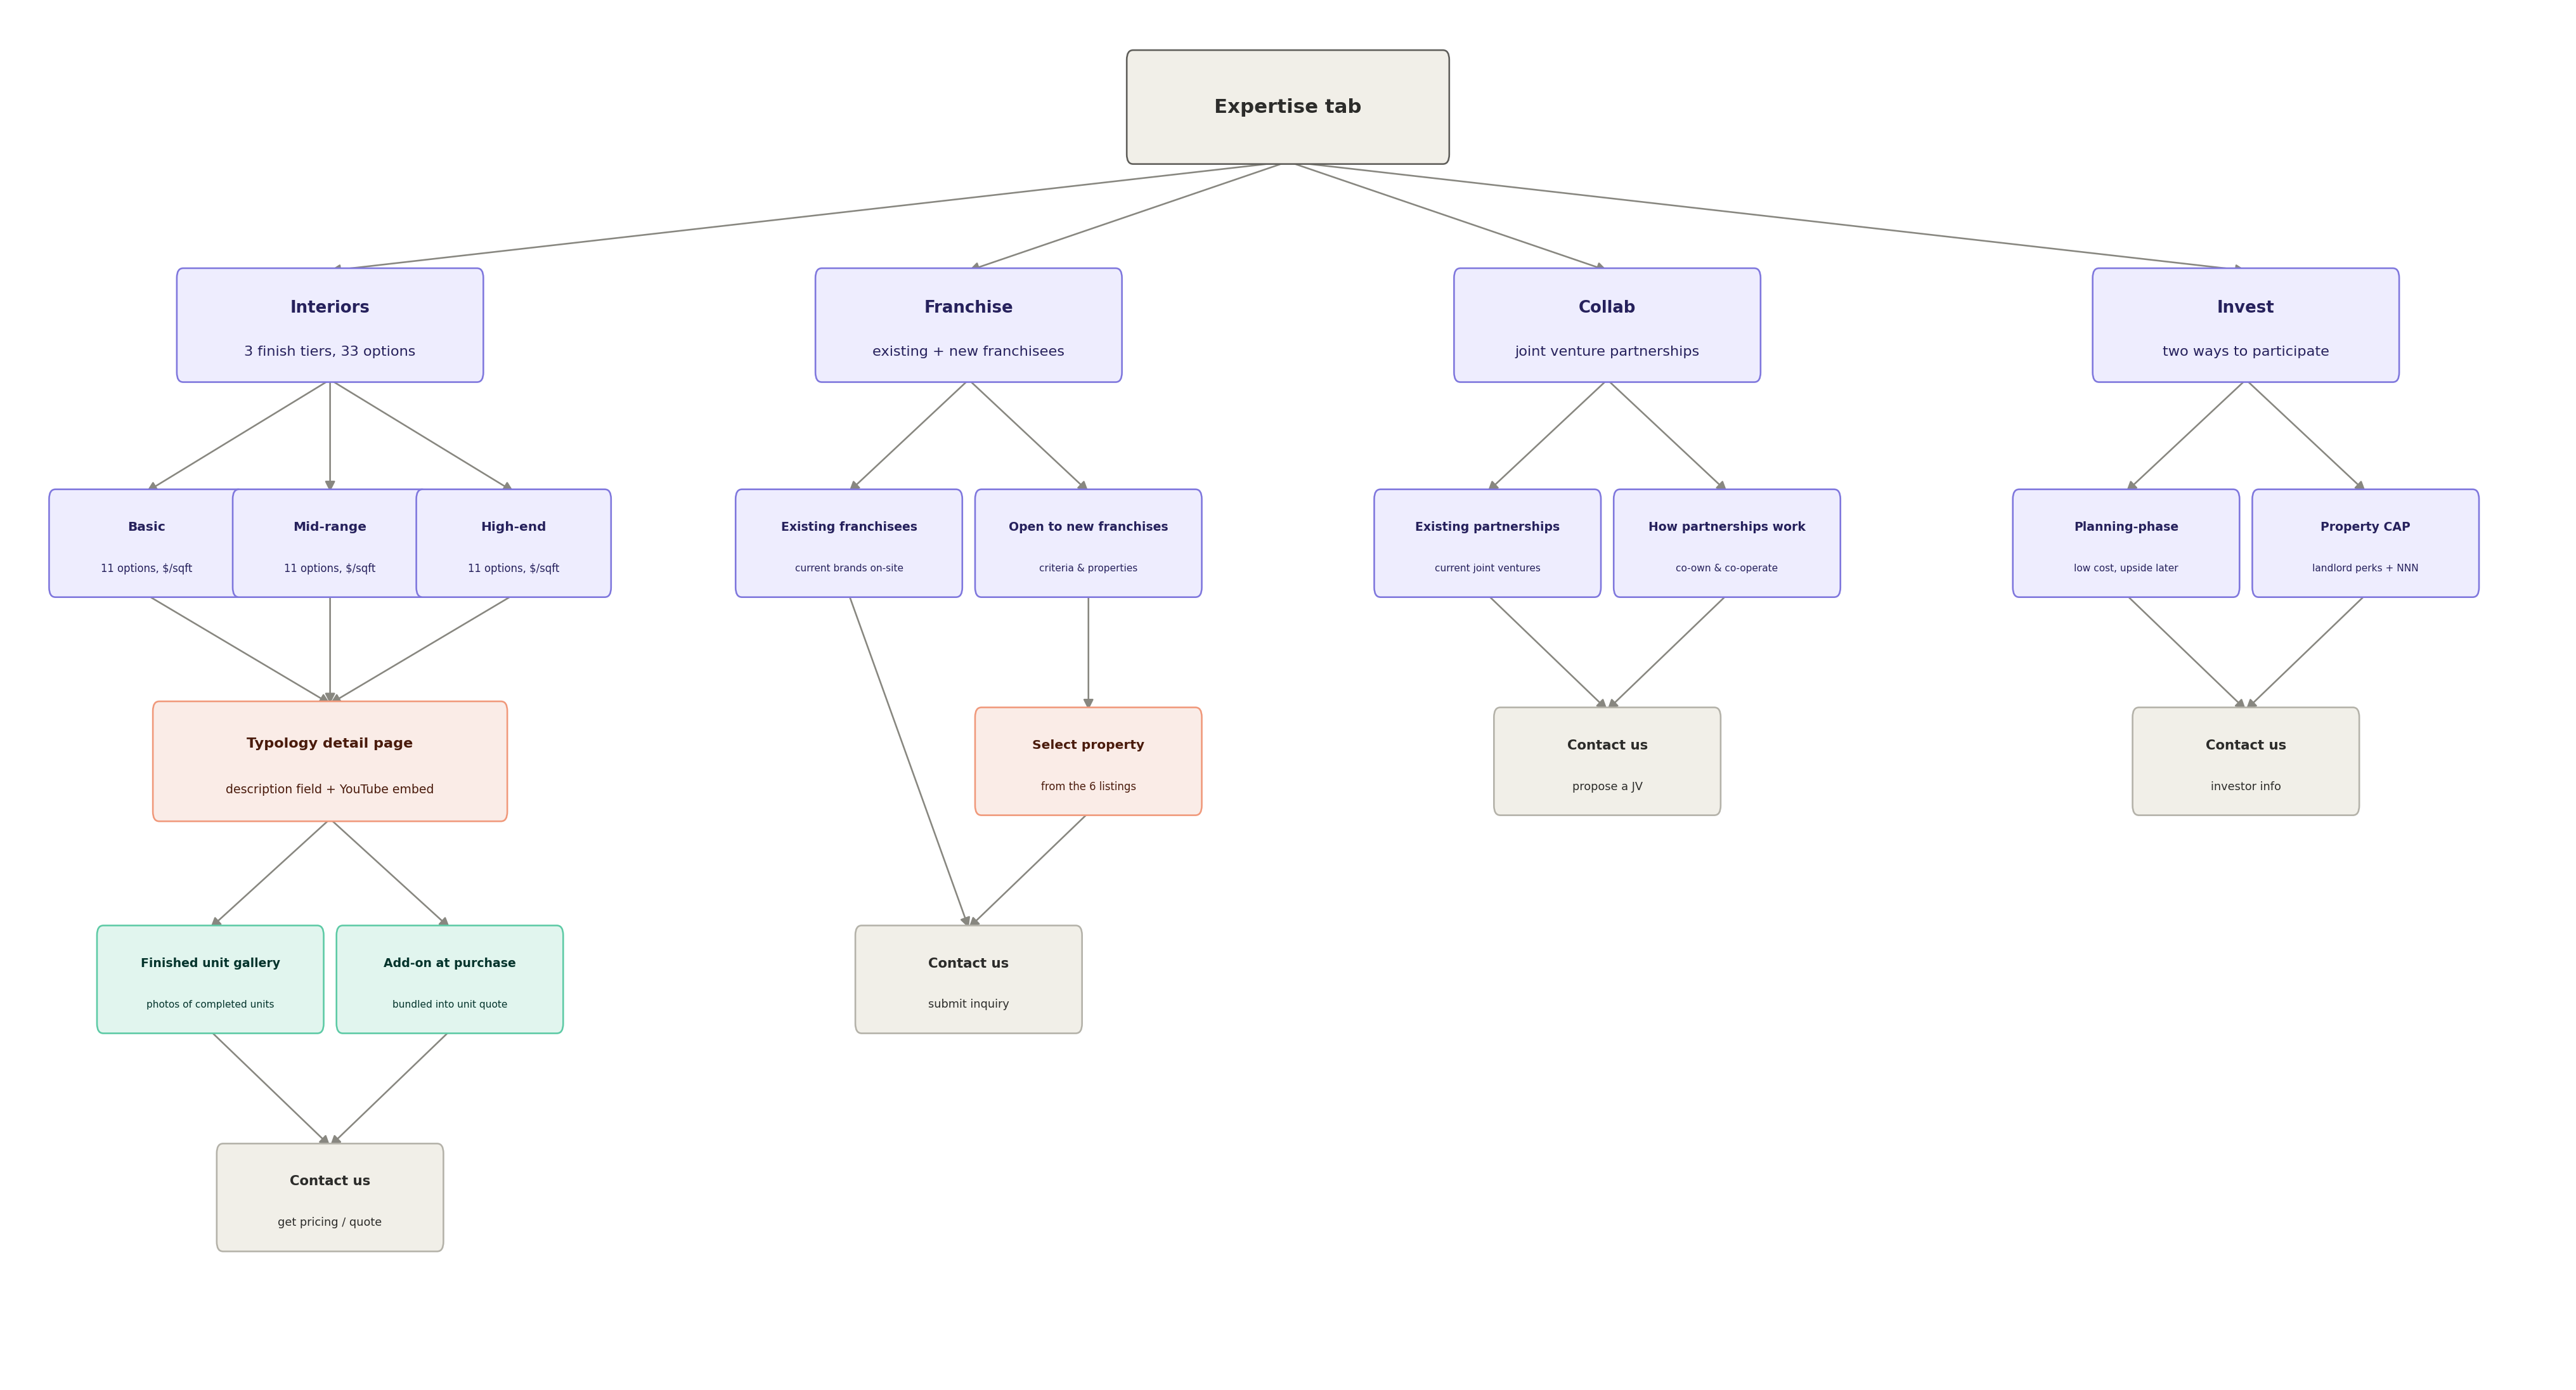 Expertise tab
Interiors
3 finish tiers, 33 options
Franchise
existing + new franchisees
Collab
joint venture partnerships
Invest
two ways to participate
Basic
11 options, $/sqft
Mid-range
11 options, $/sqft
High-end
11 options, $/sqft
Existing franchisees
current brands on-site
Open to new franchises
criteria & properties
Existing partnerships
current joint ventures
How partnerships work
co-own & co-operate
Planning-phase
low cost, upside later
Property CAP
landlord perks + NNN
Typology detail page
description field + YouTube embed
Select property
from the 6 listings
Contact us
propose a JV
Contact us
investor info
Finished unit gallery
photos of completed units
Add-on at purchase
bundled into unit quote
Contact us
submit inquiry
Contact us
get pricing / quote